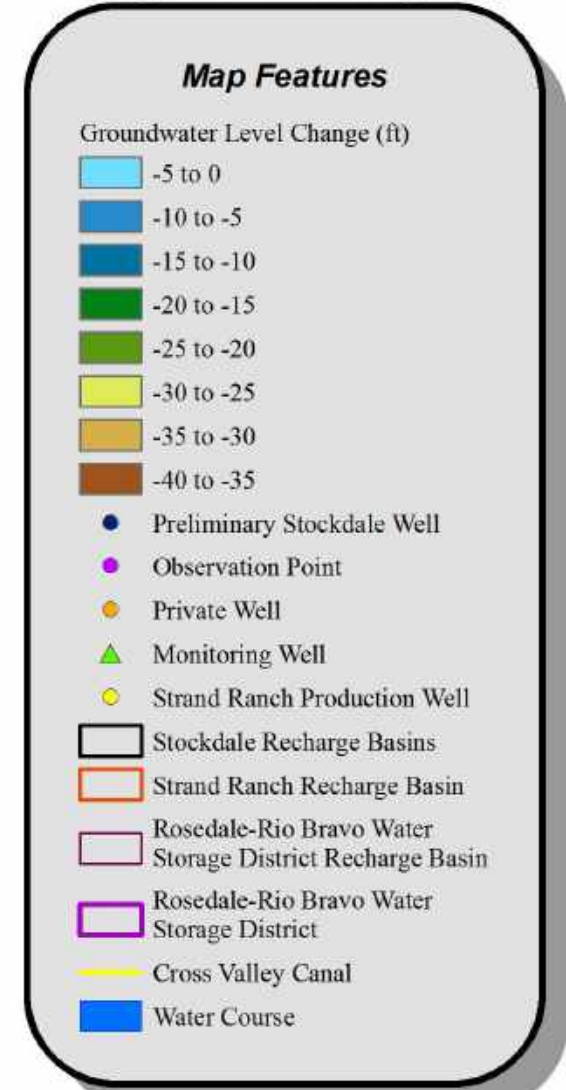 Map Features
Groundwater Level Change (ft)
-5 to 0
-10 to -5
-15 to -10
-20 to -15
-25 to -20
-30 to -25
-35 to -30
-40 to -35
Preliminary Stockdale Well
Observation Point
Private Well
Monitoring Well
Strand Ranch Production Well
Stockdale Recharge Basins
Strand Ranch Recharge Basin
Rosedale-Rio Bravo Water
Storage District Recharge Basin
Rosedale-Rio Bravo Water
Storage District
Cross Valley Canal
Water Course